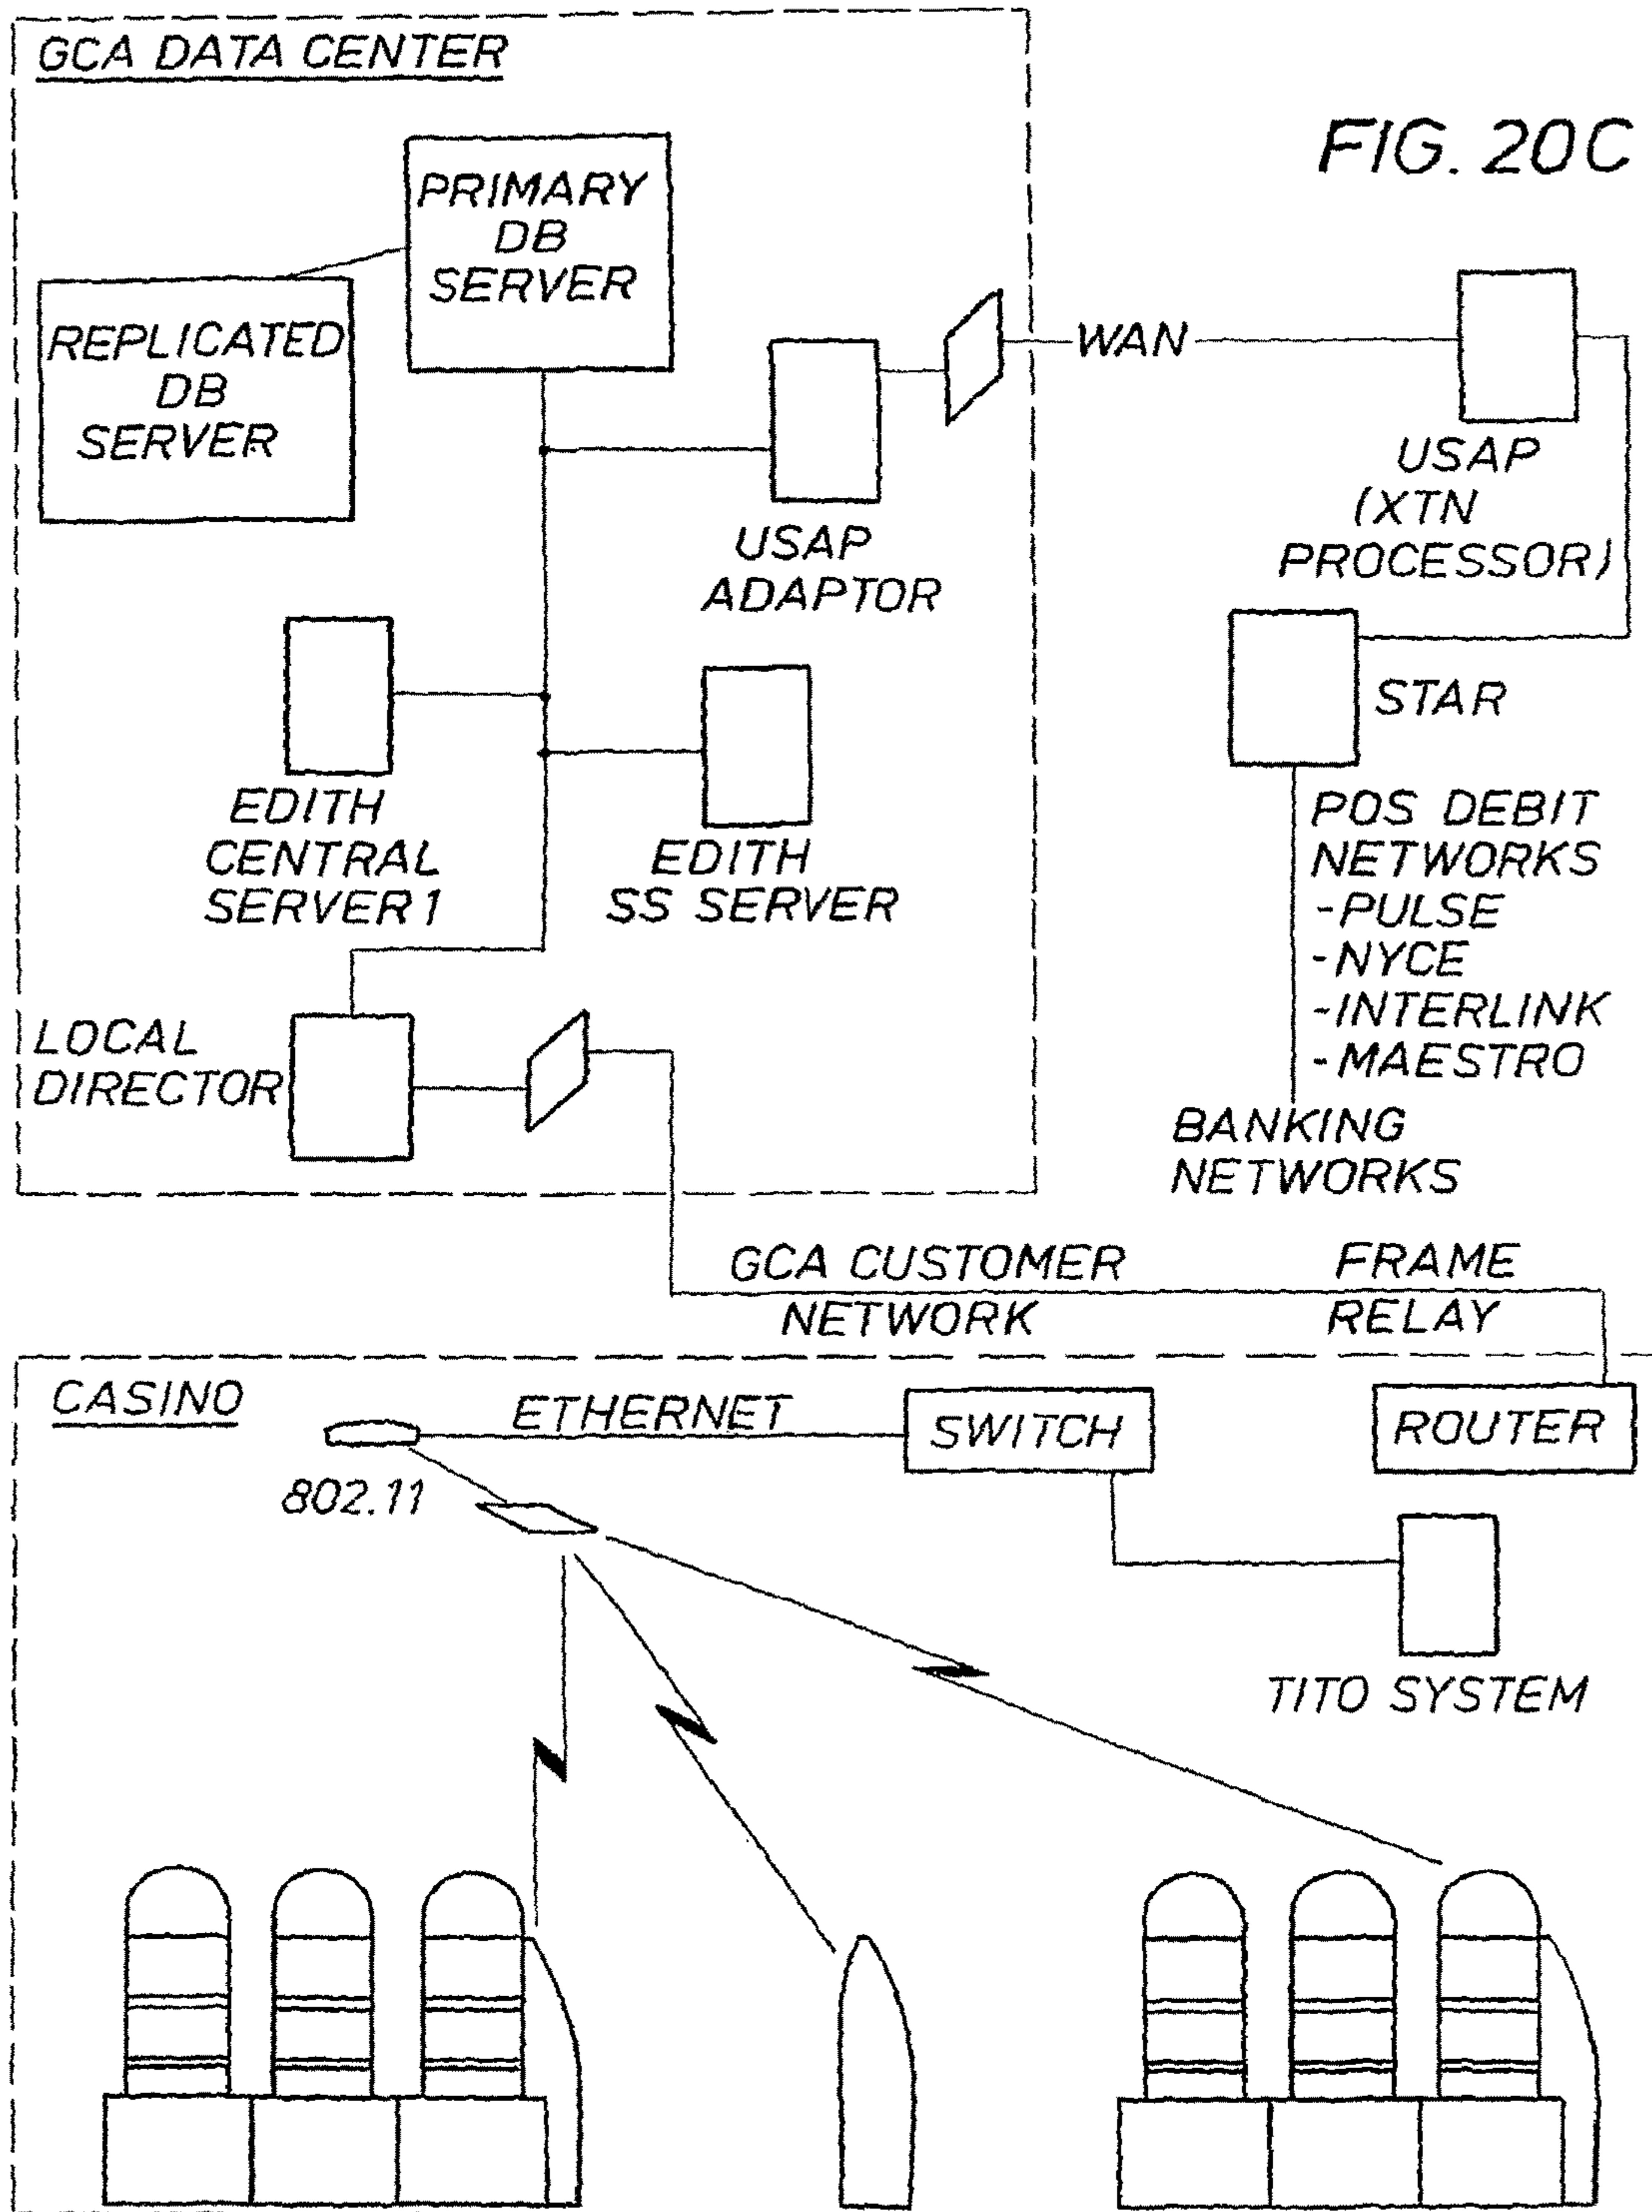 GCA DATA CENTER
FIG. 20C
PRIMARY
DB
SERVER
REPLICATED
DB
SERVER
WAN
USAP
ADAPTOR
USAP
(XTN
PROCESSOR)
STAR
EDITH
CENTRAL
SERVER 1
EDITH
SS SERVER
POS DEBIT
NETWORKS
-PULSE
-NYCE
-INTERLINK
-MAESTRO
BANKING
NETWORKS
LOCAL
DIRECTOR
GCA CUSTOMER
NETWORK
FRAME
RELAY
CASINO
ETHERNET
SWITCH
ROUTER
802.11
TITO SYSTEM